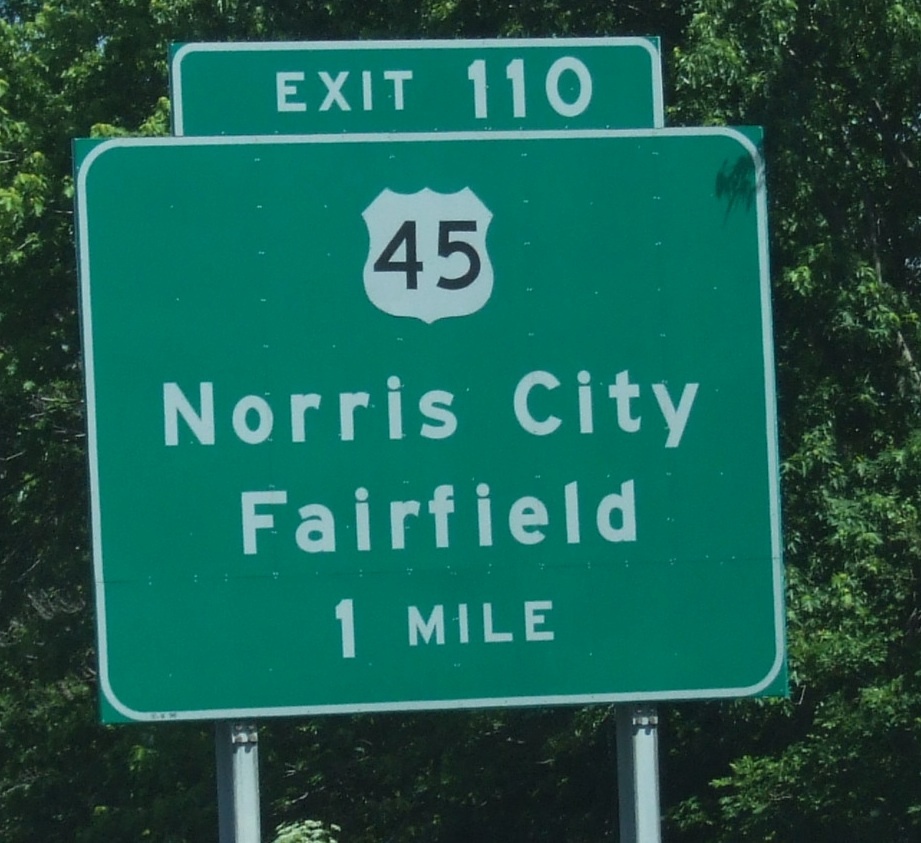 EXIT 110
45
Norris City
Fairfield
1 MILE